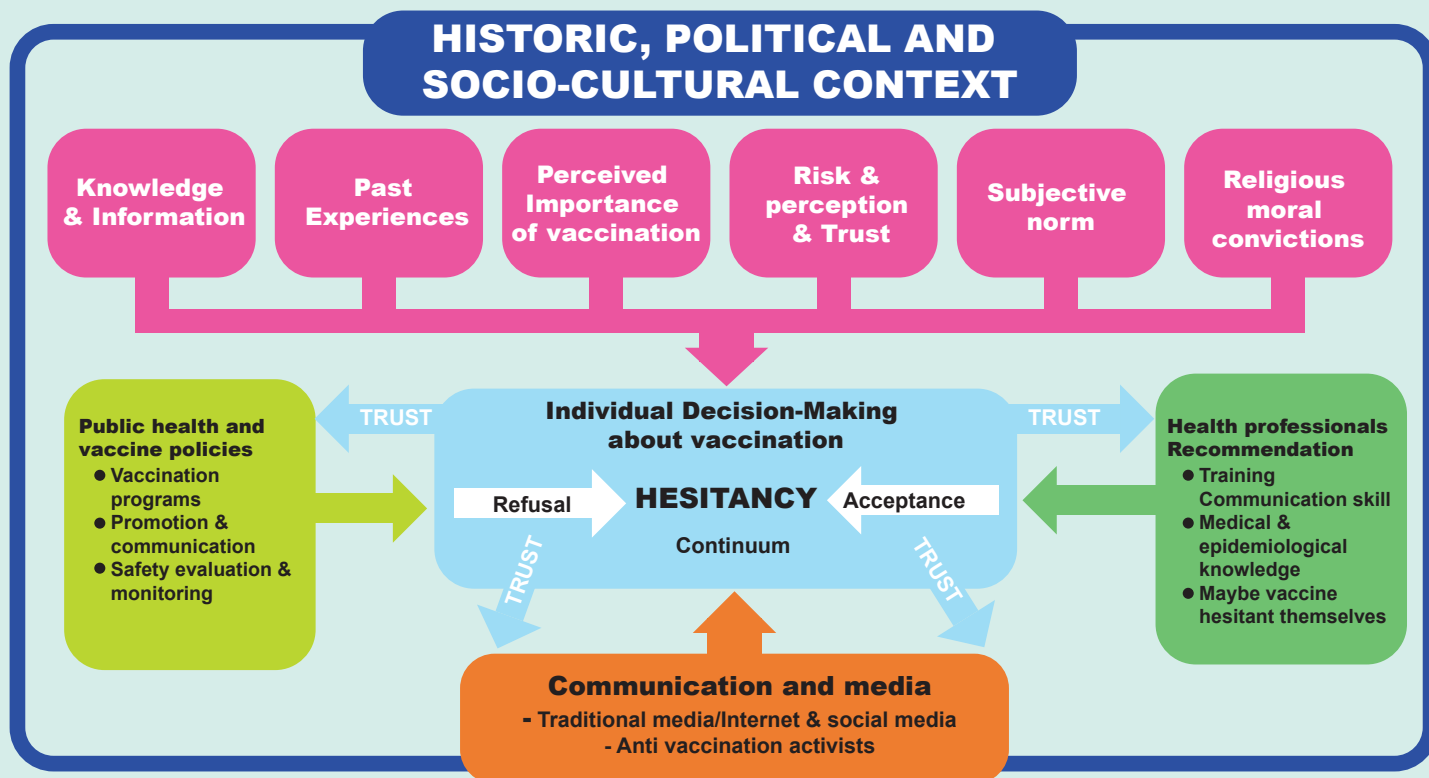 HISTORIC, POLITICAL AND
SOCIO-CULTURAL CONTEXT
Knowledge
& Information
Past
Experiences
Perceived
Importance
of vaccination
Risk &
perception
& Trust
Subjective
norm
Religious
moral
convictions
TRUST
Individual Decision-Making
about vaccination
TRUST
Public health and
vaccine policies
● Vaccination
programs
● Promotion &
communication
● Safety evaluation &
monitoring
Refusal
HESITANCY
Acceptance
Continuum
Health professionals
Recommendation
● Training
Communication skill
● Medical &
epidemiological
knowledge
● Maybe vaccine
hesitant themselves
TRUST
TRUST
Communication and media
- Traditional media/Internet & social media
- Anti vaccination activists